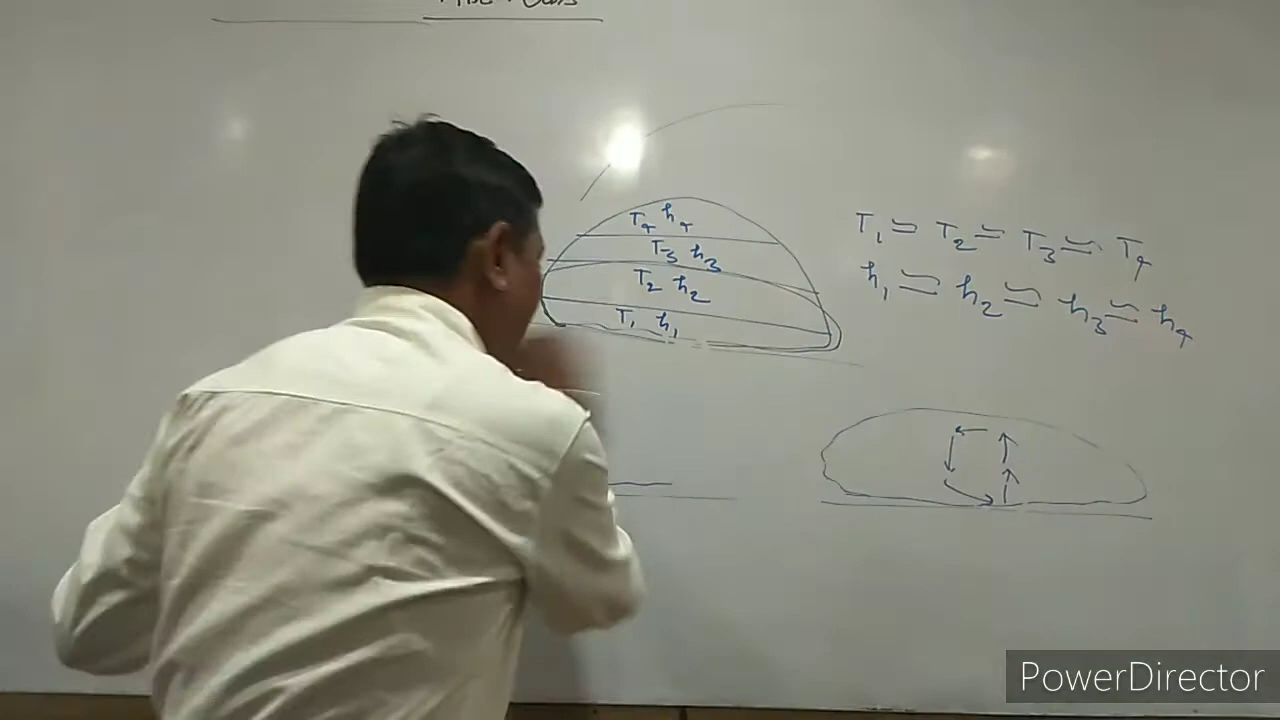 T₄ h₄
T₃ h₃
T₂ h₂
T₁ h₁
T₁ ≃ T₂ ≃ T₃ ≃ T₄
h₁ ≃ h₂ ≃ h₃ ≃ h₄
PowerDirector